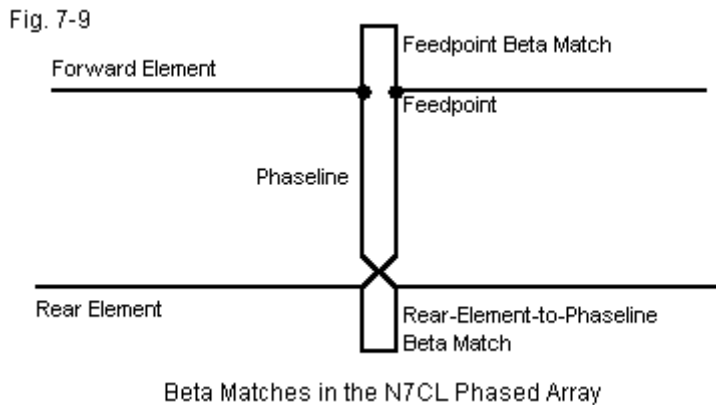 Fig. 7-9
Feedpoint Beta Match
Forward Element
Feedpoint
Phaseline
Rear Element
Rear-Element-to-Phaseline
Beta Match
Beta Matches in the N7CL Phased Array